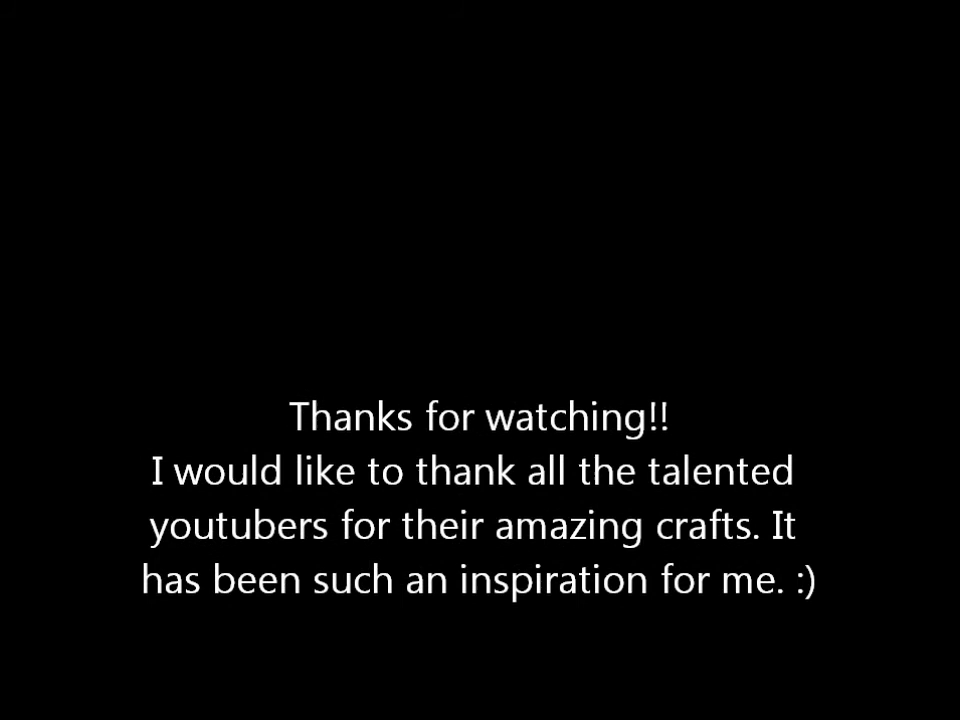 Thanks for watching!!
I would like to thank all the talented
youtubers for their amazing crafts. It
has been such an inspiration for me. :)